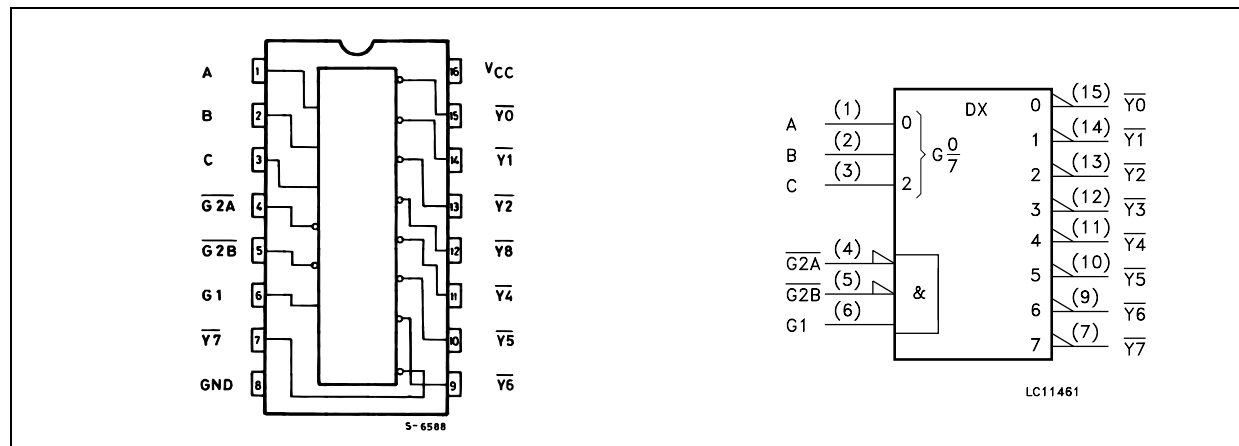 A 1
B 2
C 3
G2A 4
G2B 5
G1 6
Y7 7
GND 8
16 VCC
15 Y0
14 Y1
13 Y2
12 Y8
11 Y4
10 Y5
9 Y6
S-6588
DX
A (1) 0
B (2)
C (3) 2
G 0/7
G2A (4)
G2B (5)
G1 (6)
&
0 (15) Y0
1 (14) Y1
2 (13) Y2
3 (12) Y3
4 (11) Y4
5 (10) Y5
6 (9) Y6
7 (7) Y7
LC11461